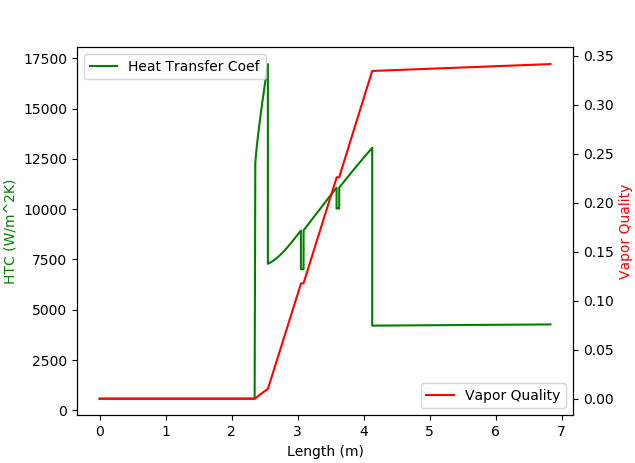 Heat Transfer Coef
17500
15000
12500
10000
7500
5000
2500
0
HTC (W/m^2K)
0.35
0.30
0.25
0.20
0.15
0.10
0.05
0.00
Vapor Quality
Vapor Quality
0 1 2 3 4 5 6 7
Length (m)